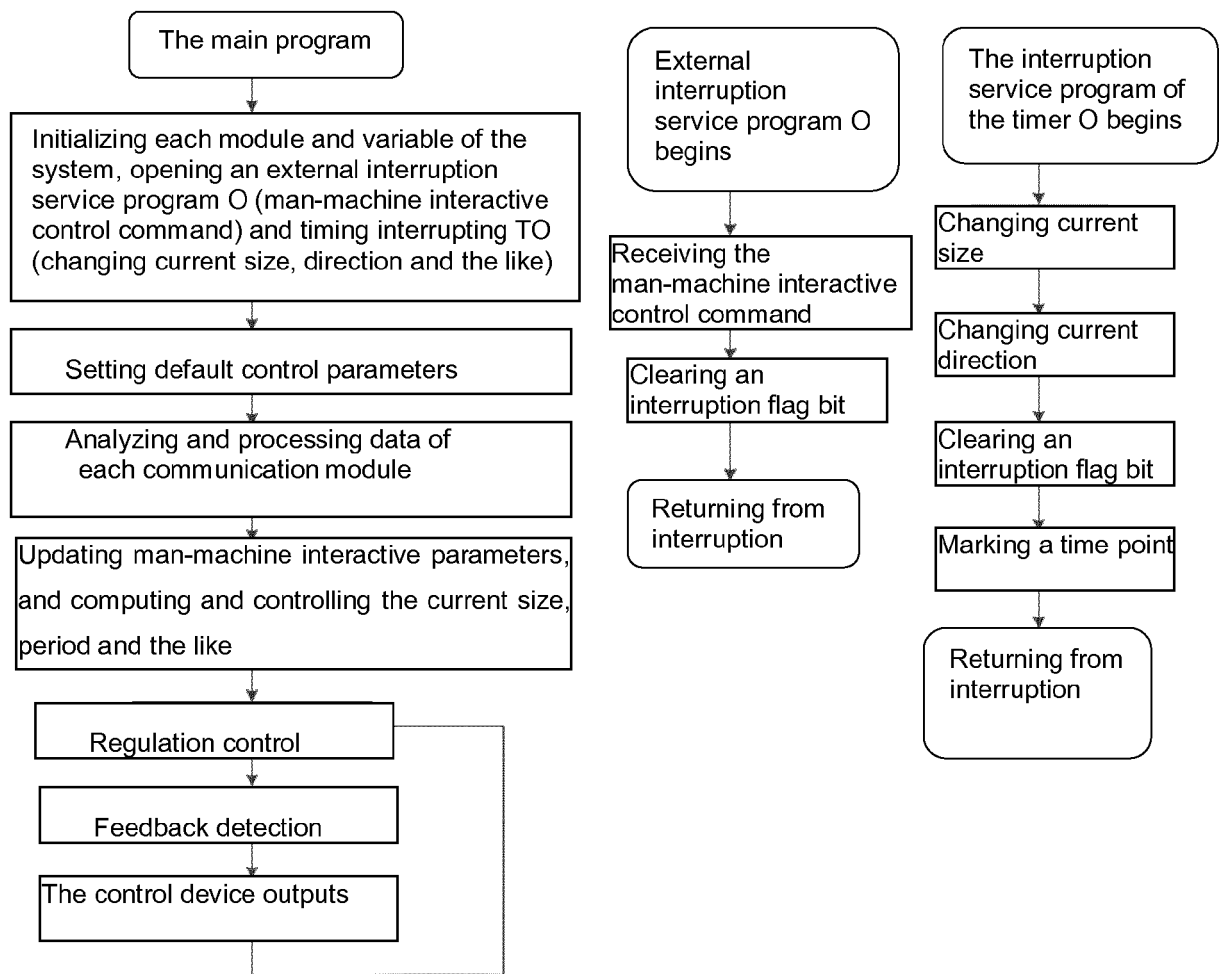 The main program
Initializing each module and variable of the
system, opening an external interruption
service program O (man-machine interactive
control command) and timing interrupting TO
(changing current size, direction and the like)
Setting default control parameters
Analyzing and processing data of
each communication module
Updating man-machine interactive parameters,
and computing and controlling the current size,
period and the like
Regulation control
Feedback detection
The control device outputs
External
interruption
service program O
begins
Receiving the
man-machine interactive
control command
Clearing an
interruption flag bit
Returning from
interruption
The interruption
service program of
the timer O begins
Changing current
size
Changing current
direction
Clearing an
interruption flag bit
Marking a time point
Returning from
interruption